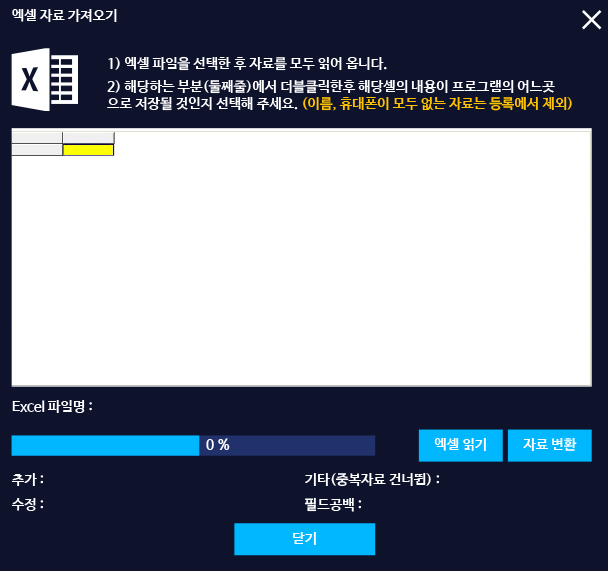 엑셀 자료 가져오기
X
1) 엑셀 파일을 선택한 후 자료를 모두 읽어 옵니다.
2) 해당하는 부분(둘째줄)에서 더블클릭한후 해당셀의 내용이 프로그램의 어느곳
으로 저장될 것인지 선택해 주세요. (이름, 휴대폰이 모두 없는 자료는 등록에서 제외)
Excel 파일명 :
0 %
엑셀 읽기
자료 변환
추가 :
기타(중복자료 건너뜀) :
수정 :
필드공백 :
닫기